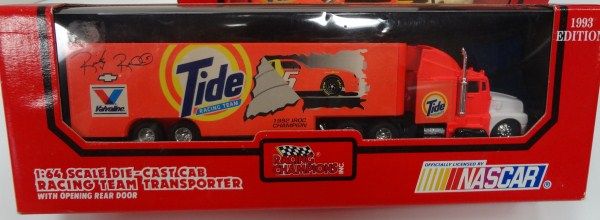 1993
EDITION
Valvoline
Tide
RACING TEAM
5
1992 IROC
CHAMPION
Tide
1:64 SCALE DIE-CAST CAB
RACING TEAM TRANSPORTER
WITH OPENING REAR DOOR
RACING
CHAMPIONS
INC.
OFFICIALLY LICENSED BY
NASCAR